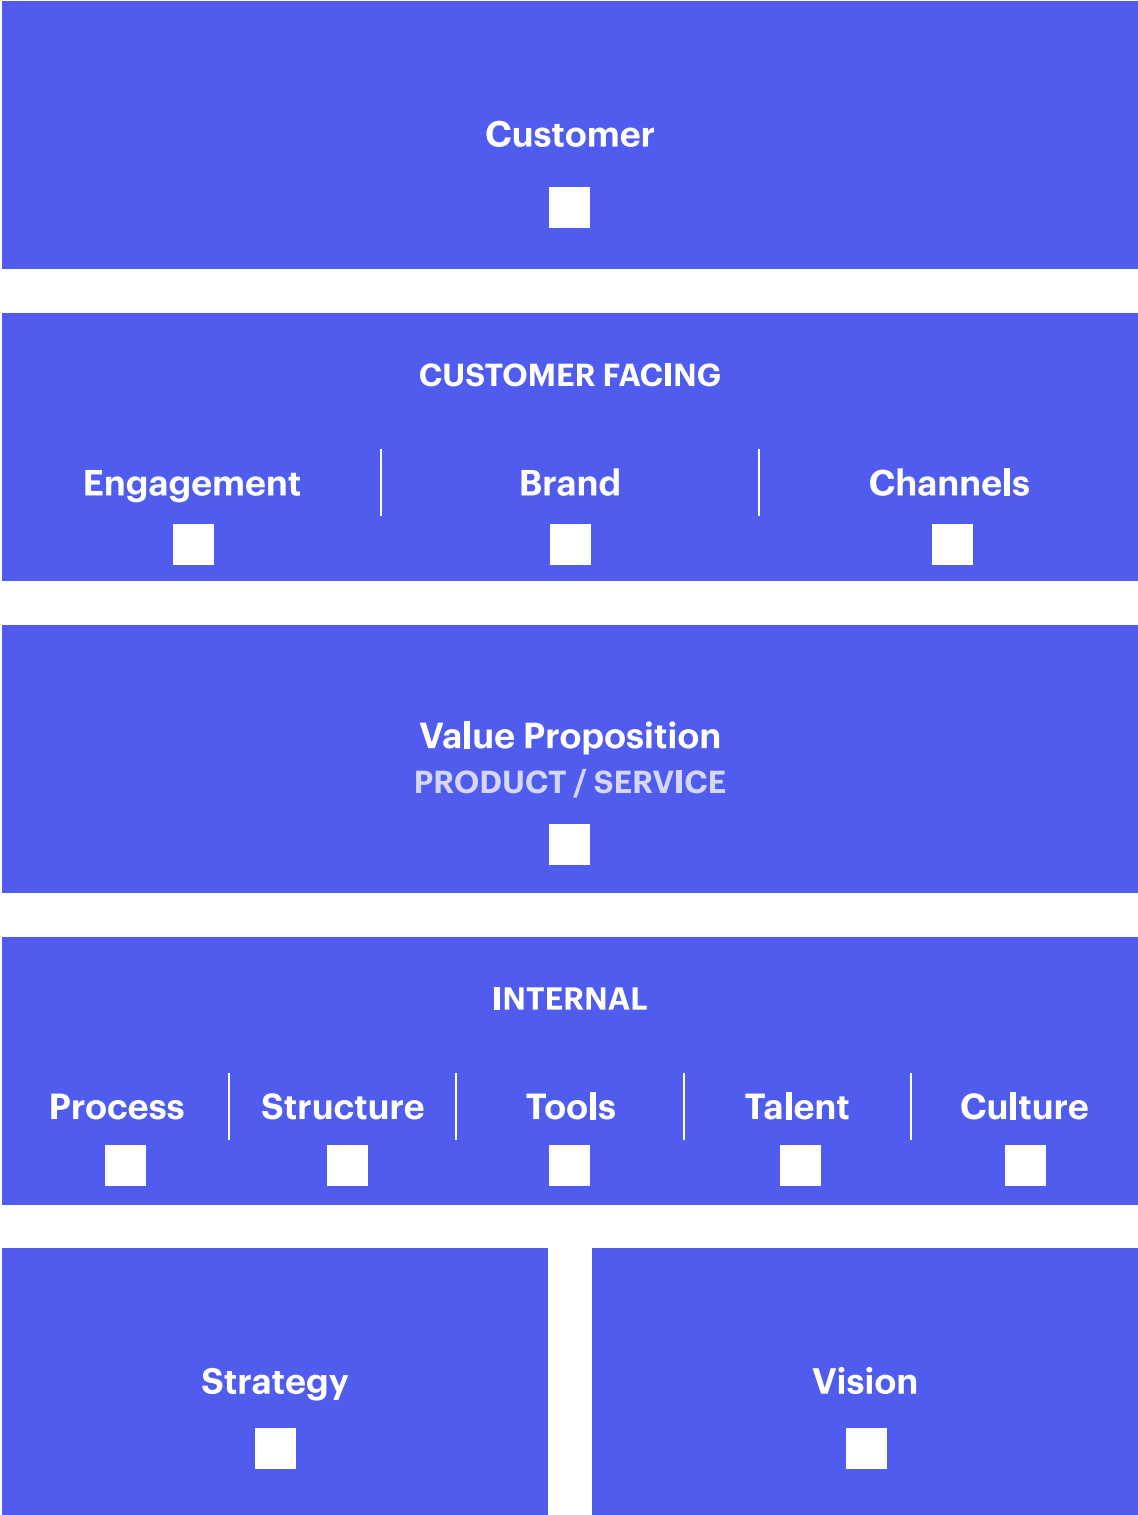 Customer
CUSTOMER FACING
Engagement
Brand
Channels
Value Proposition
PRODUCT / SERVICE
INTERNAL
Process
Structure
Tools
Talent
Culture
Strategy
Vision